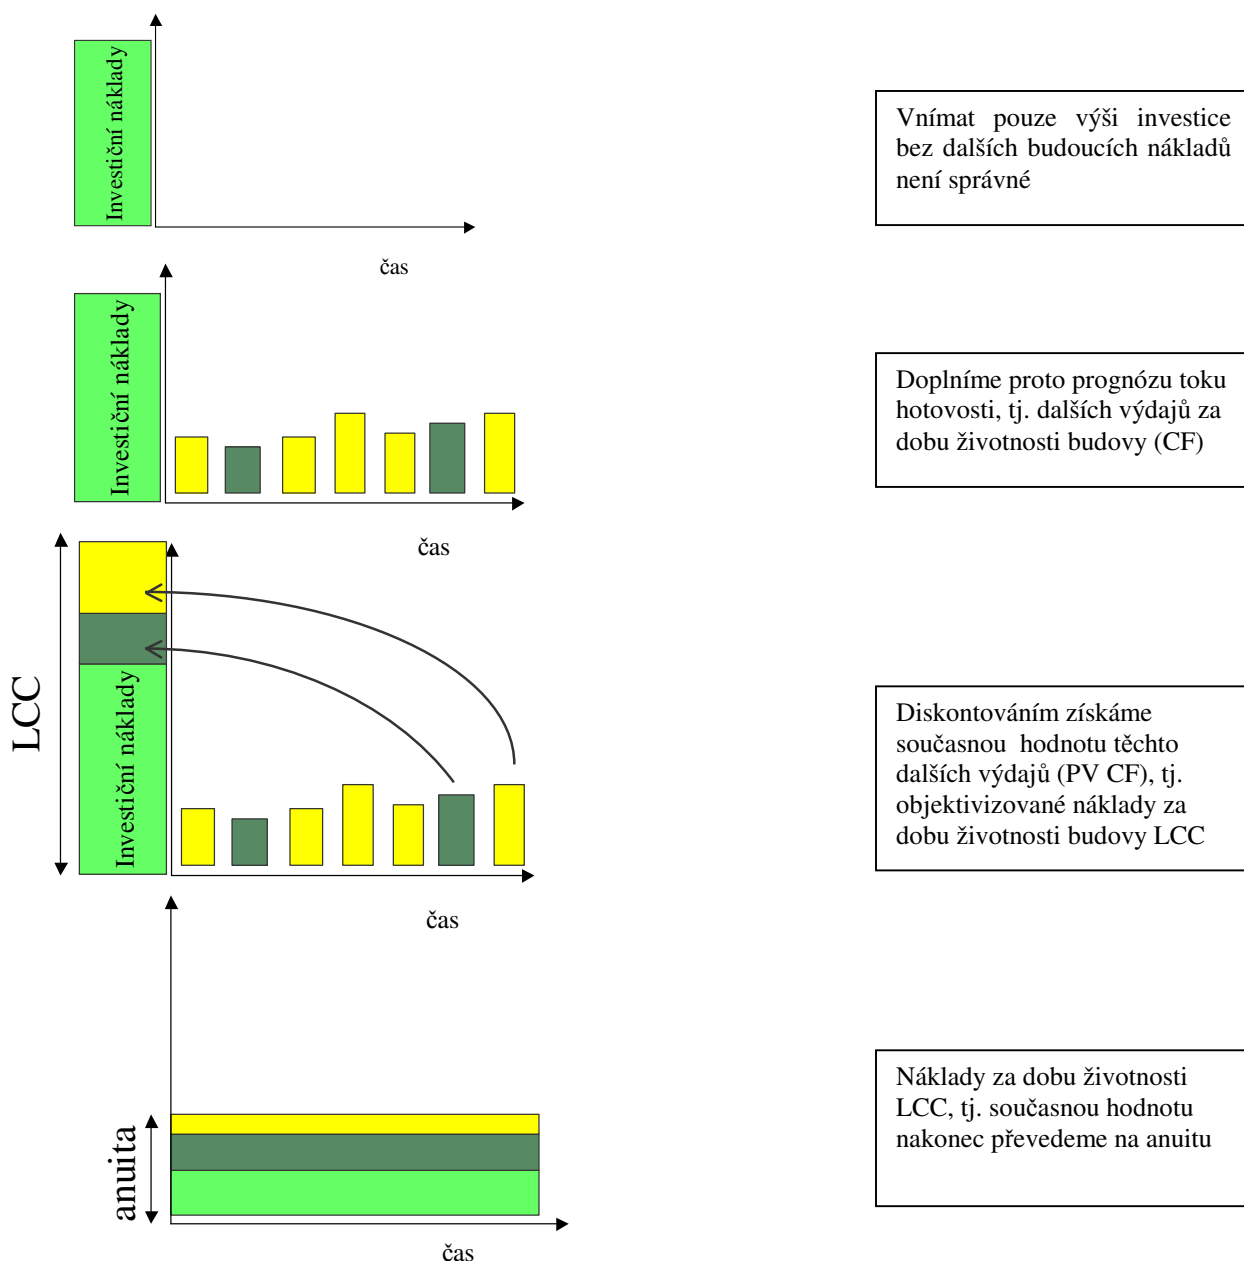 Investiční náklady
čas
Vnímat pouze výši investice
bez dalších budoucích nákladů
není správné
Investiční náklady
čas
Doplníme proto prognózu toku
hotovosti, tj. dalších výdajů za
dobu životnosti budovy (CF)
LCC
Investiční náklady
čas
Diskontováním získáme
současnou hodnotu těchto
dalších výdajů (PV CF), tj.
objektivizované náklady za
dobu životnosti budovy LCC
anuita
čas
Náklady za dobu životnosti
LCC, tj. současnou hodnotu
nakonec převedeme na anuitu